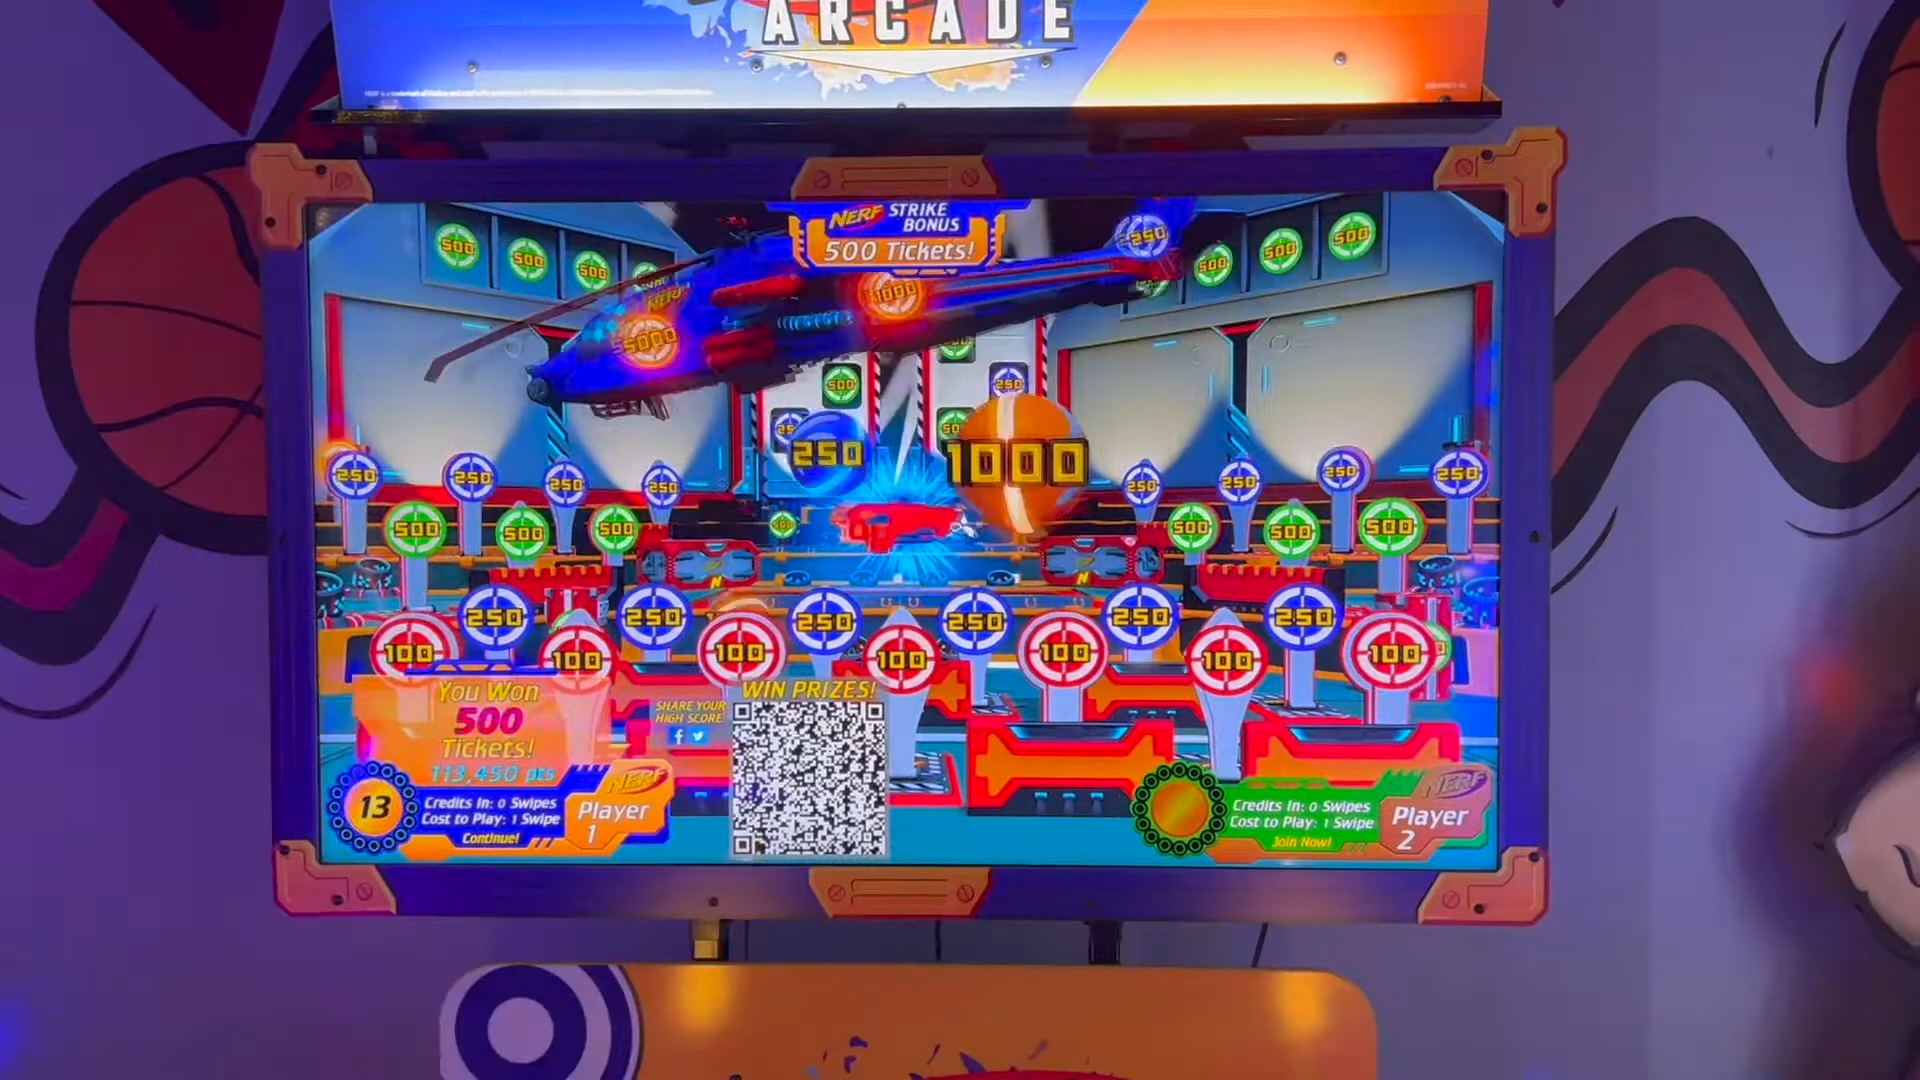 ARCADE
NERF STRIKE
BONUS
500 Tickets!
250
500 500 500 500 500 500
NERF
5000
1000
500
250
250
1000
250 250 250 250 250 250 250 250
500 500 500 500 500 500 500
250 250 250 250 250 250
100 100 100 100 100 100 100
You Won
500
Tickets!
113,450 pts
SHARE YOUR
HIGH SCORE
WIN PRIZES!
13
Credits In: 0 Swipes
Cost to Play: 1 Swipe
Continue!
NERF
Player
1
Credits In: 0 Swipes
Cost to Play: 1 Swipe
Join Now!
NERF
Player
2